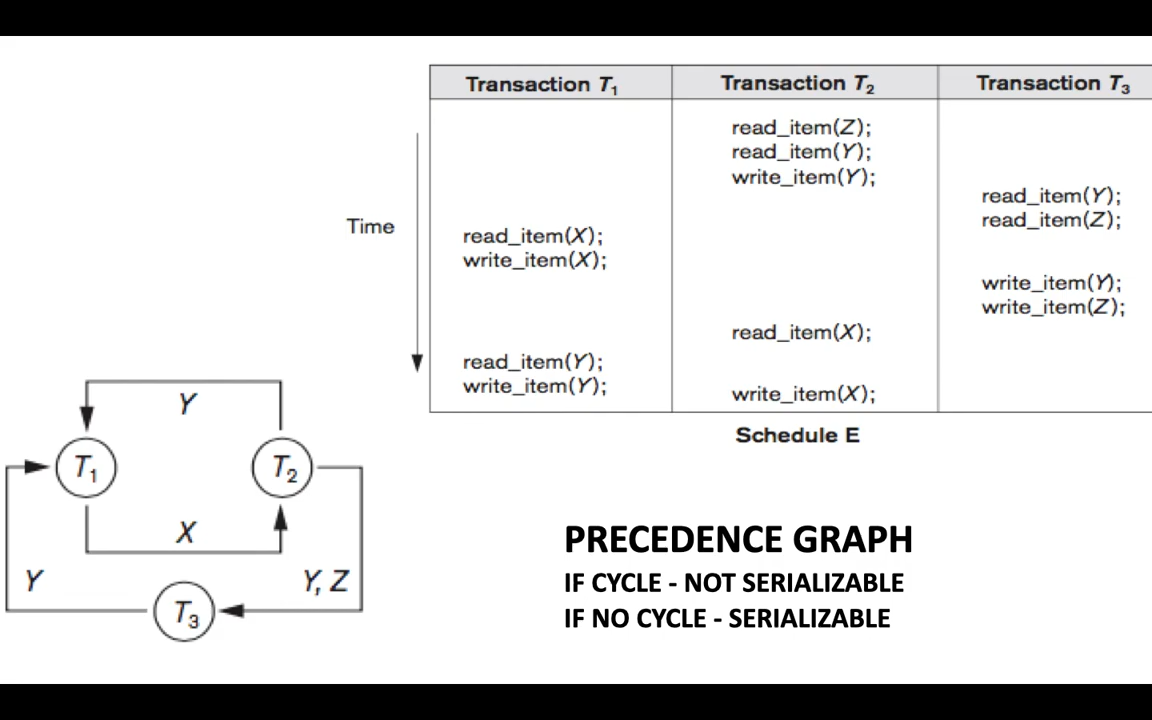 Transaction T1 Transaction T2 Transaction T3
read_item(Z);
read_item(Y);
write_item(Y);
read_item(Y);
read_item(Z);
Time
read_item(X);
write_item(X);
write_item(Y);
write_item(Z);
read_item(X);
read_item(Y);
write_item(Y);
write_item(X);
Schedule E
Y
T1 T2
X
Y Y, Z
T3
PRECEDENCE GRAPH
IF CYCLE - NOT SERIALIZABLE
IF NO CYCLE - SERIALIZABLE